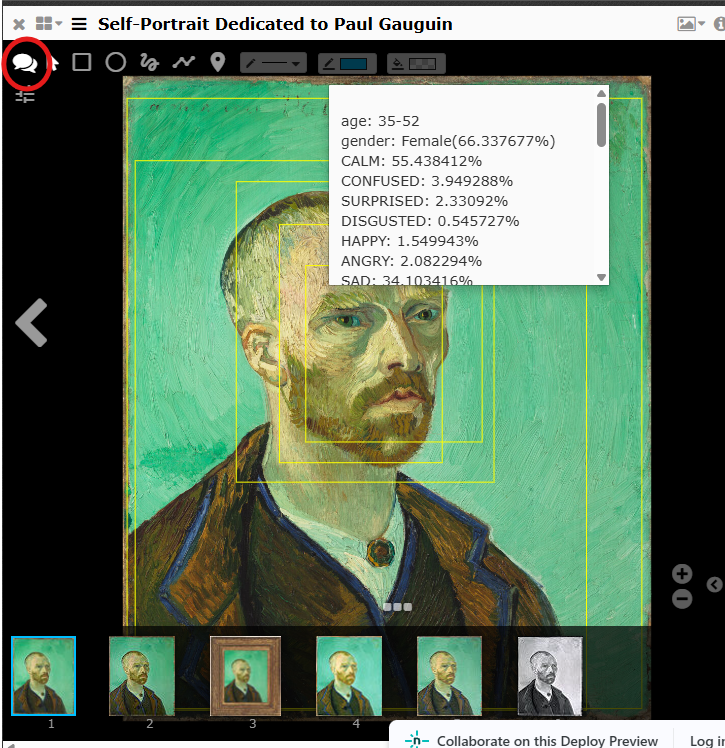 Self-Portrait Dedicated to Paul Gauguin
age: 35-52
gender: Female(66.337677%)
CALM: 55.438412%
CONFUSED: 3.949288%
SURPRISED: 2.33092%
DISGUSTED: 0.545727%
HAPPY: 1.549943%
ANGRY: 2.082294%
SAD: 34.103416%
1
2
3
4
Collaborate on this Deploy Preview
Log in